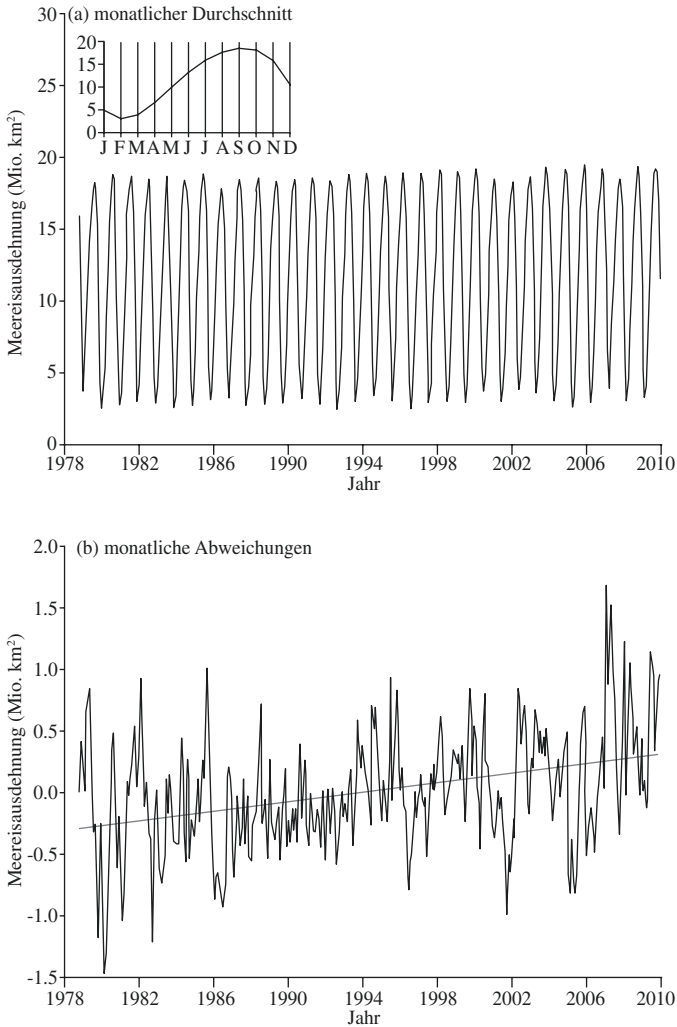 (a) monatlicher Durchschnitt
30
25
20
15
10
5
0
Meereisausdehnung (Mio. km²)
20
15
10
5
0
J F M A M J J A S O N D
1978 1982 1986 1990 1994 1998 2002 2006 2010
Jahr
(b) monatliche Abweichungen
2.0
1.5
1.0
0.5
0.0
-0.5
-1.0
-1.5
Meereisausdehnung (Mio. km²)
1978 1982 1986 1990 1994 1998 2002 2006 2010
Jahr